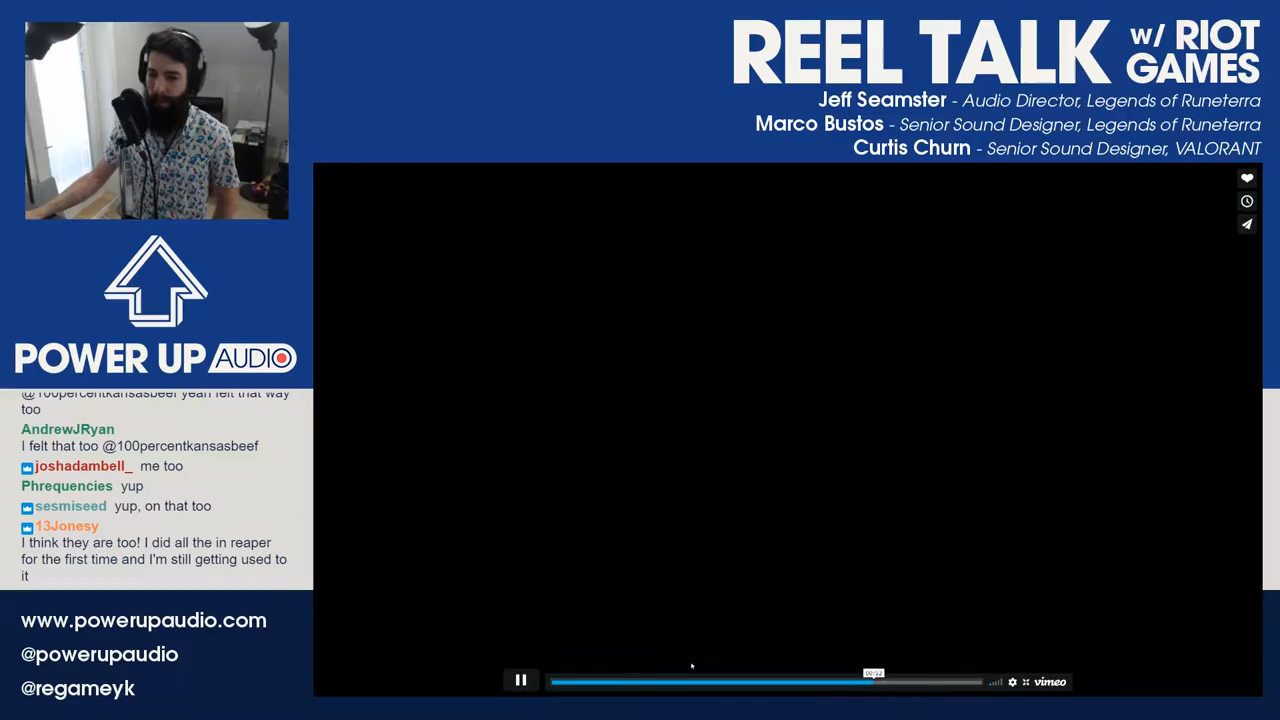 REEL TALK w/ RIOT GAMES
Jeff Seamster - Audio Director, Legends of Runeterra
Marco Bustos - Senior Sound Designer, Legends of Runeterra
Curtis Churn - Senior Sound Designer, VALORANT
POWER UP AUDIO
@100percentkansasbeef yeah felt that way
too
AndrewJRyan
I felt that too @100percentkansasbeef
joshadambell_ me too
Phrequencies yup
sesmiseed yup, on that too
13Jonesy
I think they are too! I did all the in reaper
for the first time and I'm still getting used to
it
www.powerupaudio.com
@powerupaudio
@regameyk
00:52
vimeo